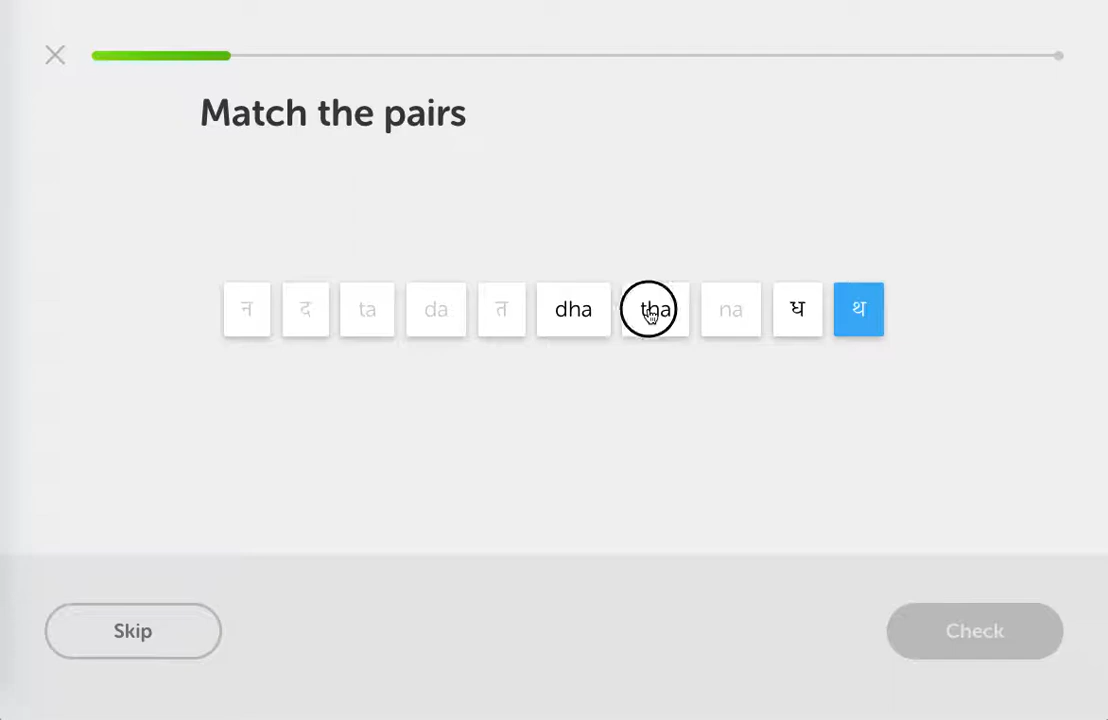 Match the pairs
न द ta da त dha tha na ध थ
Skip Check